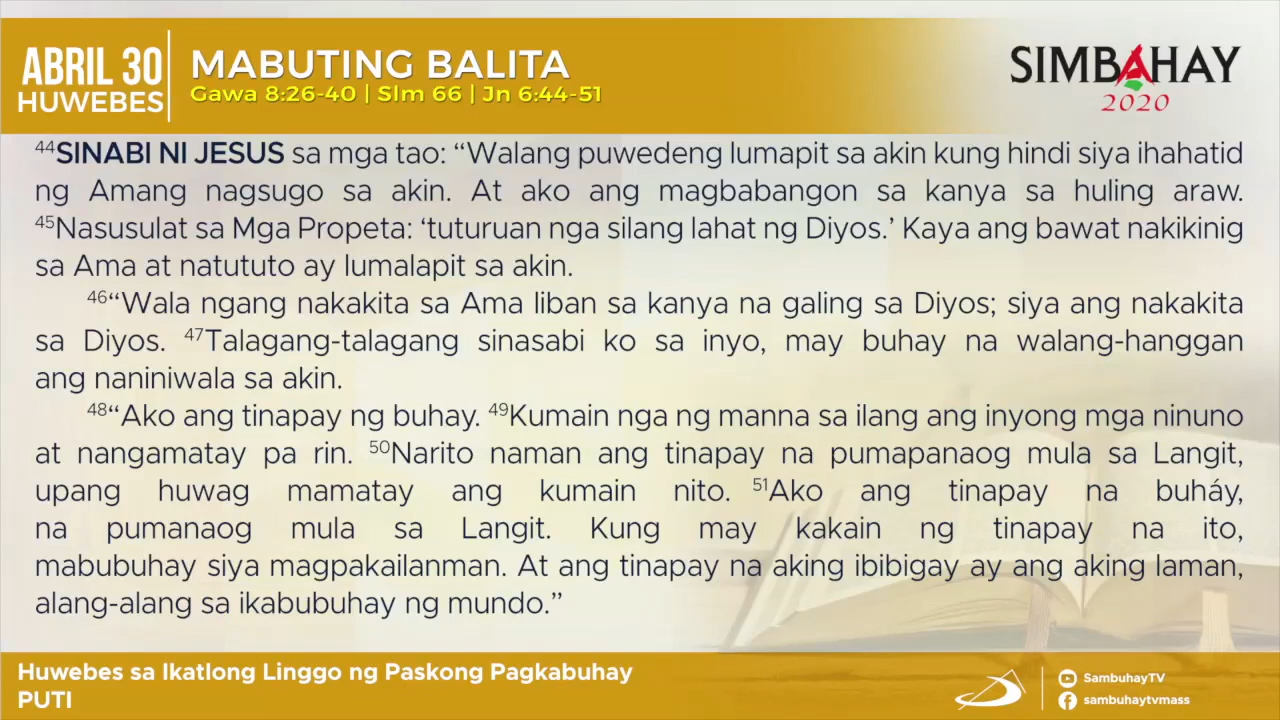 ABRIL 30
HUWEBES
MABUTING BALITA
Gawa 8:26-40 | Slm 66 | Jn 6:44-51
SIMBAHAY
2020
44SINABI NI JESUS sa mga tao: “Walang puwedeng lumapit sa akin kung hindi siya ihahatid
ng Amang nagsugo sa akin. At ako ang magbabangon sa kanya sa huling araw.
45Nasusulat sa Mga Propeta: ‘tuturuan nga silang lahat ng Diyos.’ Kaya ang bawat nakikinig
sa Ama at natututo ay lumalapit sa akin.
46“Wala ngang nakakita sa Ama liban sa kanya na galing sa Diyos; siya ang nakakita
sa Diyos. 47Talagang-talagang sinasabi ko sa inyo, may buhay na walang-hanggan
ang naniniwala sa akin.
48“Ako ang tinapay ng buhay. 49Kumain nga ng manna sa ilang ang inyong mga ninuno
at nangamatay pa rin. 50Narito naman ang tinapay na pumapanaog mula sa Langit,
upang huwag mamatay ang kumain nito. 51Ako ang tinapay na buháy,
na pumanaog mula sa Langit. Kung may kakain ng tinapay na ito,
mabubuhay siya magpakailanman. At ang tinapay na aking ibibigay ay ang aking laman,
alang-alang sa ikabubuhay ng mundo.”
Huwebes sa Ikatlong Linggo ng Paskong Pagkabuhay
PUTI
SambuhayTV
sambuhaytvmass